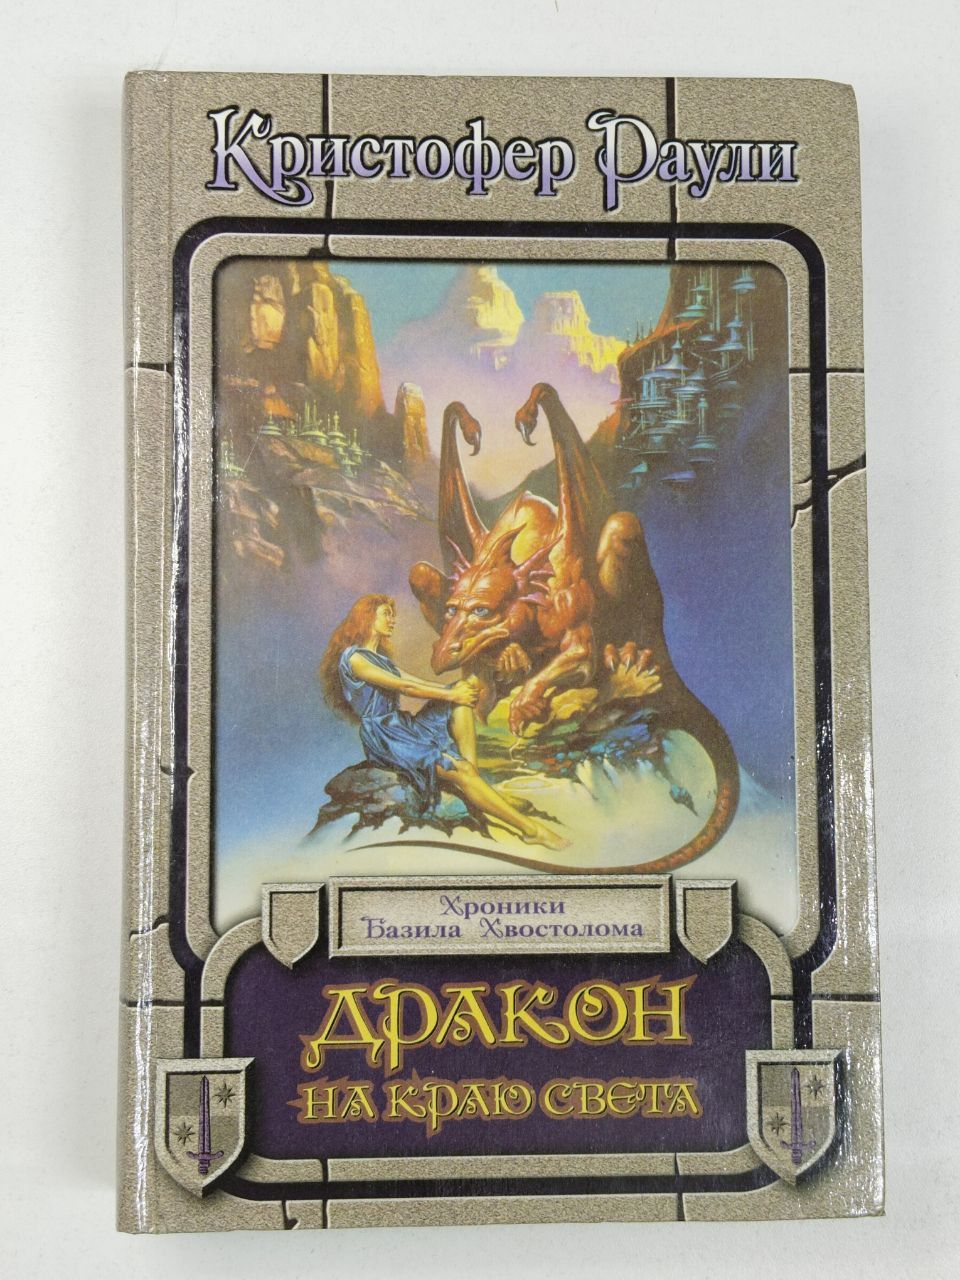 Кристофер Раули
Хроники
Базила Хвостолома
ДРАКОН
НА КРАЮ СВЕТА